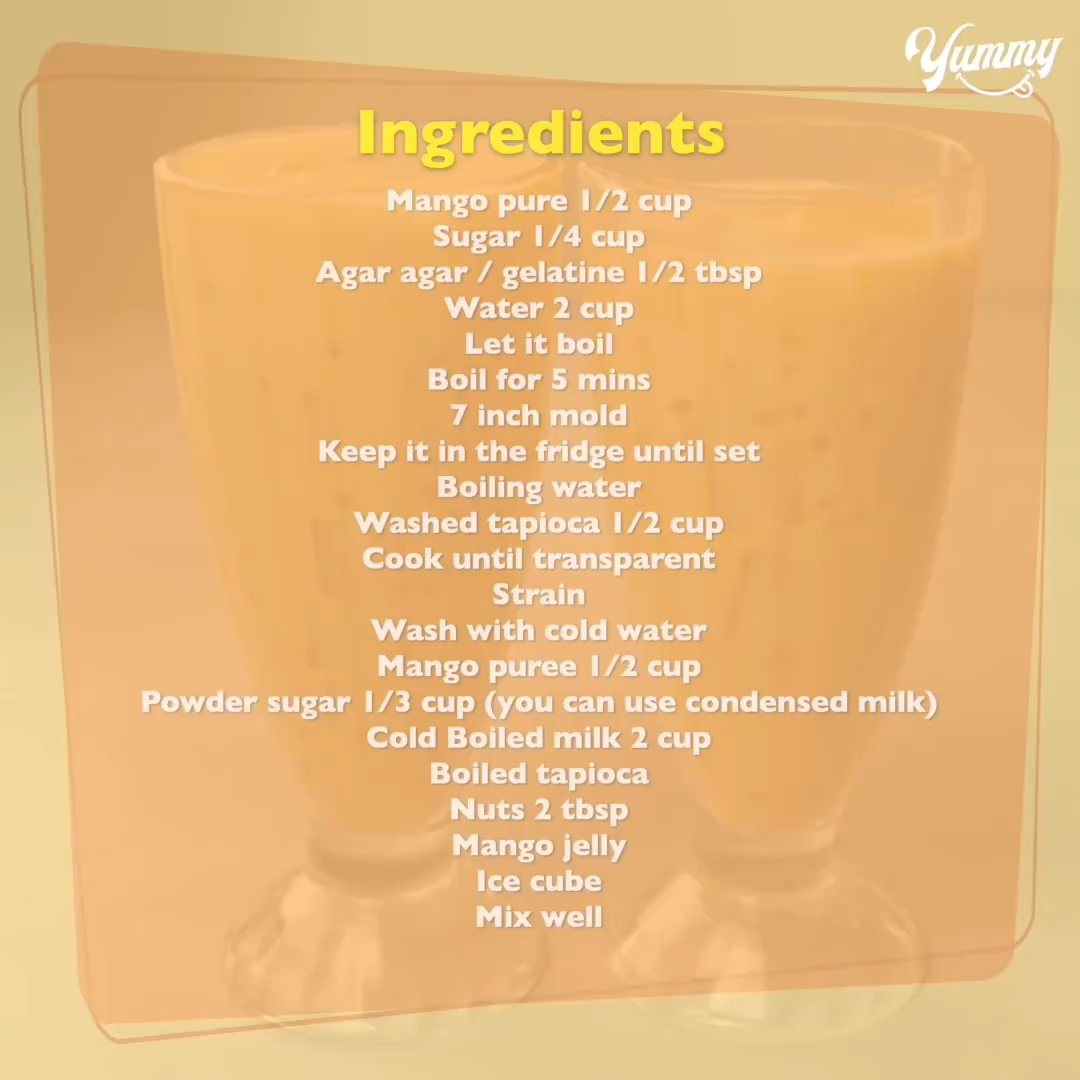 Yummy
Ingredients
Mango pure 1/2 cup
Sugar 1/4 cup
Agar agar / gelatine 1/2 tbsp
Water 2 cup
Let it boil
Boil for 5 mins
7 inch mold
Keep it in the fridge until set
Boiling water
Washed tapioca 1/2 cup
Cook until transparent
Strain
Wash with cold water
Mango puree 1/2 cup
Powder sugar 1/3 cup (you can use condensed milk)
Cold Boiled milk 2 cup
Boiled tapioca
Nuts 2 tbsp
Mango jelly
Ice cube
Mix well